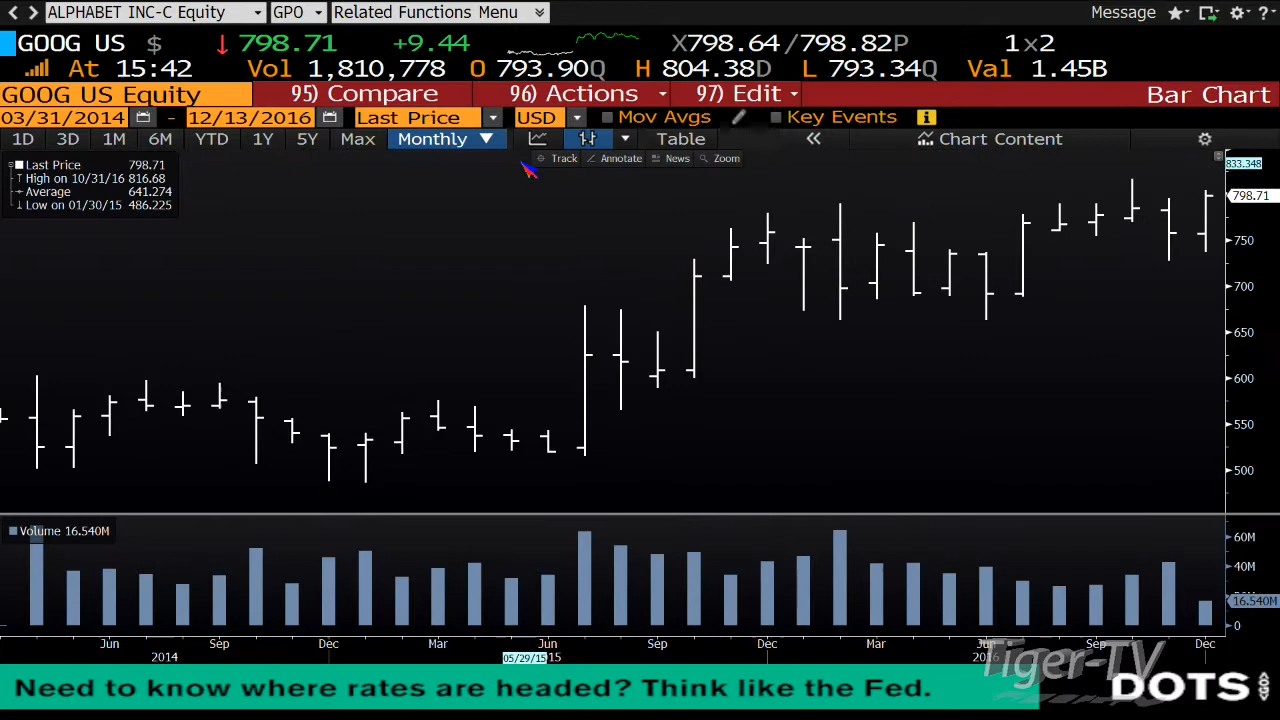 ALPHABET INC-C Equity GPO Related Functions Menu Message ?
GOOG US $ ↓ 798.71 +9.44 X798.64/798.82P 1x2
At 15:42 Vol 1,810,778 O 793.90Q H 804.38D L 793.34Q Val 1.45B
GOOG US Equity 95) Compare 96) Actions 97) Edit Bar Chart
03/31/2014 - 12/13/2016 Last Price USD Mov Avgs Key Events
1D 3D 1M 6M YTD 1Y 5Y Max Monthly ▼ Table « Chart Content
Track Annotate News Zoom
Last Price 798.71
High on 10/31/16 816.68
Average 641.274
Low on 01/30/15 486.225
833.348
798.71
750
700
650
600
550
500
Volume 16.540M
60M
40M
16.540M
0
Jun Sep Dec Mar Jun Sep Dec Mar Jun Sep Dec
2014 05/29/15 15 2016
Tiger-TV
Need to know where rates are headed? Think like the Fed.
DOTS